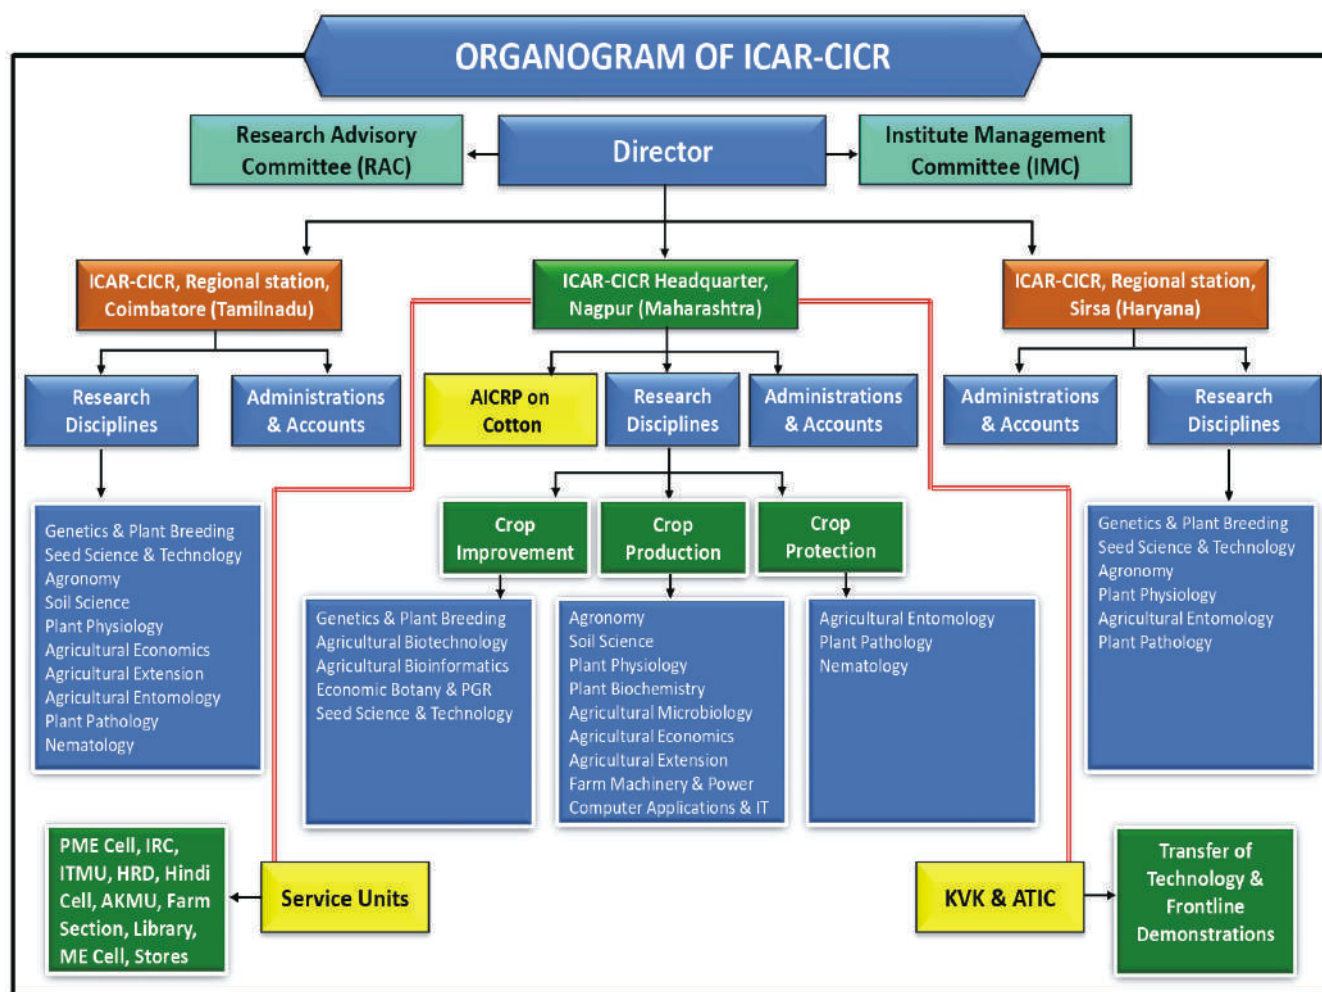 ORGANOGRAM OF ICAR-CICR
Research Advisory
Committee (RAC)
Director
Institute Management
Committee (IMC)
ICAR-CICR, Regional station,
Coimbatore (Tamilnadu)
ICAR-CICR Headquarter,
Nagpur (Maharashtra)
ICAR-CICR, Regional station,
Sirsa (Haryana)
Research
Disciplines
Administrations
& Accounts
AICRP on
Cotton
Research
Disciplines
Administrations
& Accounts
Administrations
& Accounts
Research
Disciplines
Genetics & Plant Breeding
Seed Science & Technology
Agronomy
Soil Science
Plant Physiology
Agricultural Economics
Agricultural Extension
Agricultural Entomology
Plant Pathology
Nematology
Crop
Improvement
Crop
Production
Crop
Protection
Genetics & Plant Breeding
Agricultural Biotechnology
Agricultural Bioinformatics
Economic Botany & PGR
Seed Science & Technology
Agronomy
Soil Science
Plant Physiology
Plant Biochemistry
Agricultural Microbiology
Agricultural Economics
Agricultural Extension
Farm Machinery & Power
Computer Applications & IT
Agricultural Entomology
Plant Pathology
Nematology
Genetics & Plant Breeding
Seed Science & Technology
Agronomy
Plant Physiology
Agricultural Entomology
Plant Pathology
PME Cell, IRC,
ITMU, HRD, Hindi
Cell, AKMU, Farm
Section, Library,
ME Cell, Stores
Service Units
KVK & ATIC
Transfer of
Technology &
Frontline
Demonstrations